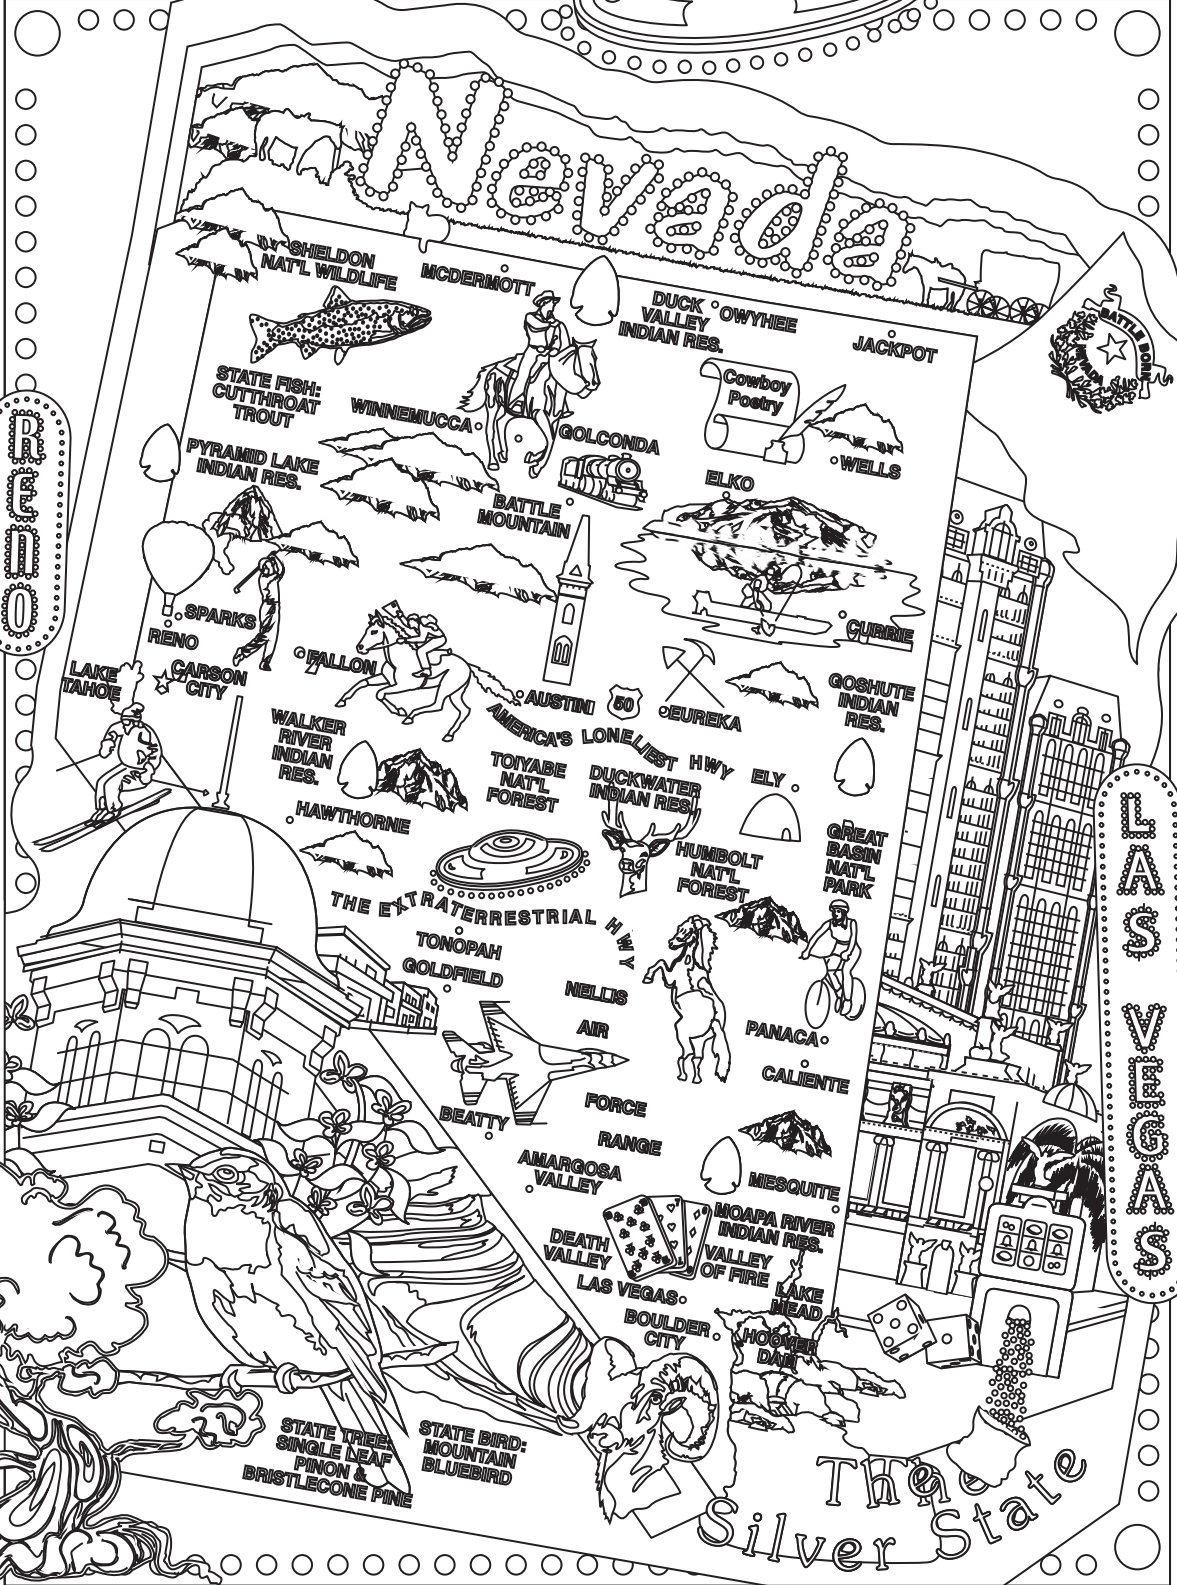 Nevada
BATTLE BORN
NEVADA
SHELDON
NAT'L WILDLIFE
MCDERMOTT
DUCK
VALLEY
INDIAN RES.
OWYHEE
JACKPOT
STATE FISH:
CUTTHROAT
TROUT
Cowboy
Poetry
WINNEMUCCA
GOLCONDA
WELLS
RENO
PYRAMID LAKE
INDIAN RES.
ELKO
BATTLE
MOUNTAIN
SPARKS
RENO
CURRIE
FALLON
LAKE
TAHOE
CARSON
CITY
AUSTIN
50
EUREKA
GOSHUTE
INDIAN
RES.
AMERICA'S LONELIEST HWY
WALKER
RIVER
INDIAN
RES.
TOIYABE
NAT'L
FOREST
DUCKWATER
INDIAN RES.
ELY
HAWTHORNE
HUMBOLT
NAT'L
FOREST
GREAT
BASIN
NAT'L
PARK
LAS VEGAS
THE EXTRATERRESTRIAL HWY
TONOPAH
GOLDFIELD
NELLIS
AIR
FORCE
RANGE
PANACA
CALIENTE
BEATTY
AMARGOSA
VALLEY
MESQUITE
MOAPA RIVER
INDIAN RES.
DEATH
VALLEY
VALLEY
OF FIRE
LAS VEGAS
LAKE
MEAD
BOULDER
CITY
HOOVER
DAM
STATE TREE:
SINGLE LEAF
PINON &
BRISTLECONE PINE
STATE BIRD:
MOUNTAIN
BLUEBIRD
The
Silver State